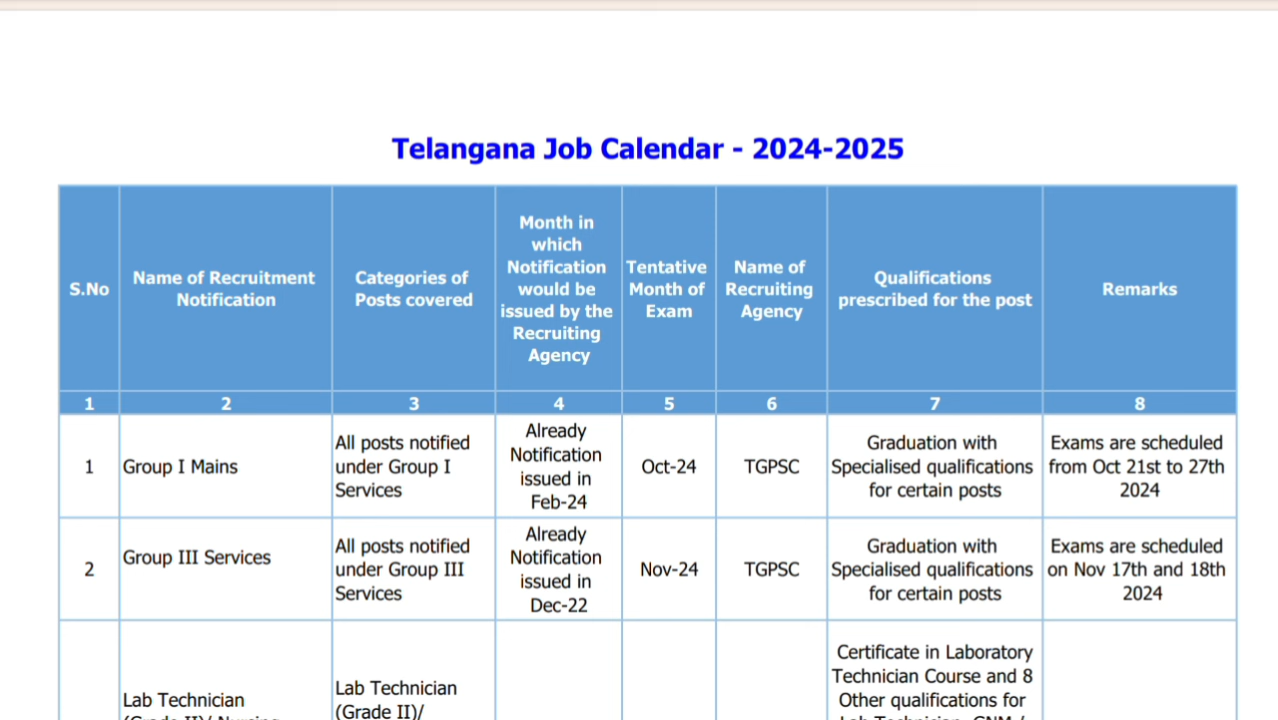 Telangana Job Calendar - 2024-2025
S.No
Name of Recruitment
Notification
Categories of
Posts covered
Month in
which
Notification
would be
issued by the
Recruiting
Agency
Tentative
Month of
Exam
Name of
Recruiting
Agency
Qualifications
prescribed for the post
Remarks
1
2
3
4
5
6
7
8
1
Group I Mains
All posts notified
under Group I
Services
Already
Notification
issued in
Feb-24
Oct-24
TGPSC
Graduation with
Specialised qualifications
for certain posts
Exams are scheduled
from Oct 21st to 27th
2024
2
Group III Services
All posts notified
under Group III
Services
Already
Notification
issued in
Dec-22
Nov-24
TGPSC
Graduation with
Specialised qualifications
for certain posts
Exams are scheduled
on Nov 17th and 18th
2024
Lab Technician
(Grade II)/ Nursing
Lab Technician
(Grade II)/
Certificate in Laboratory
Technician Course and 8
Other qualifications for
Lab Technician, GNM /